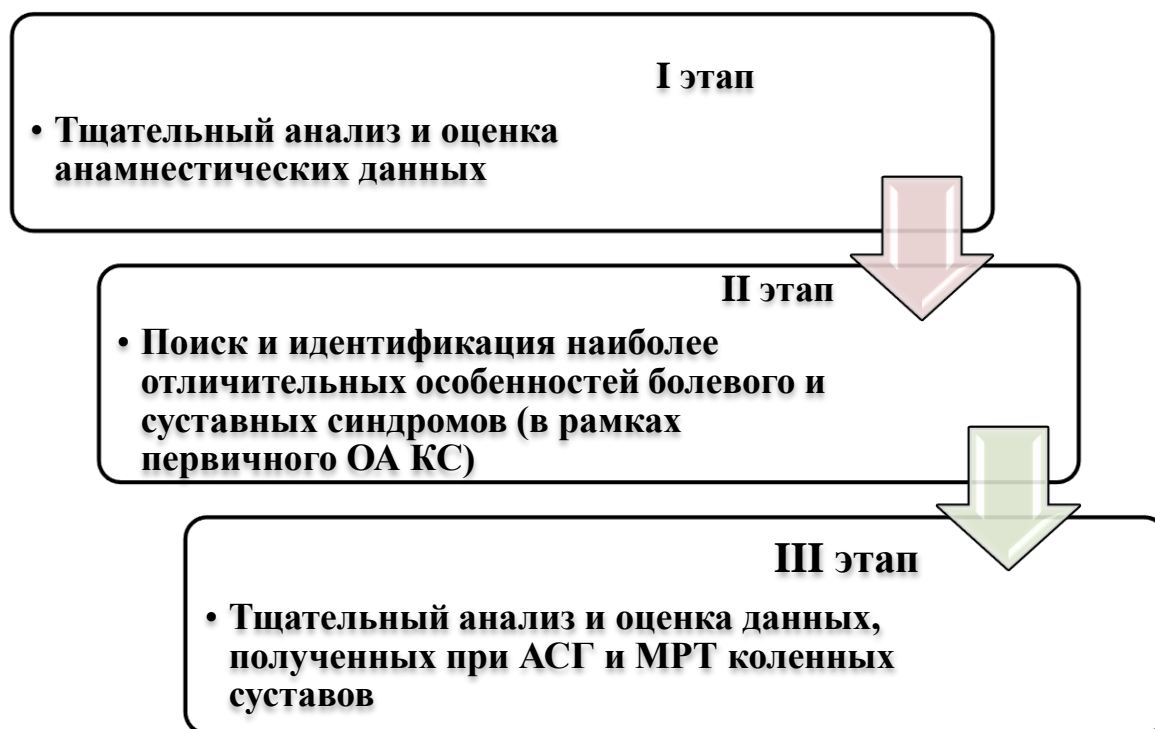 I этап
• Тщательный анализ и оценка
анамнестических данных
II этап
• Поиск и идентификация наиболее
отличительных особенностей болевого и
суставных синдромов (в рамках
первичного ОА КС)
III этап
• Тщательный анализ и оценка данных,
полученных при АСГ и МРТ коленных
суставов